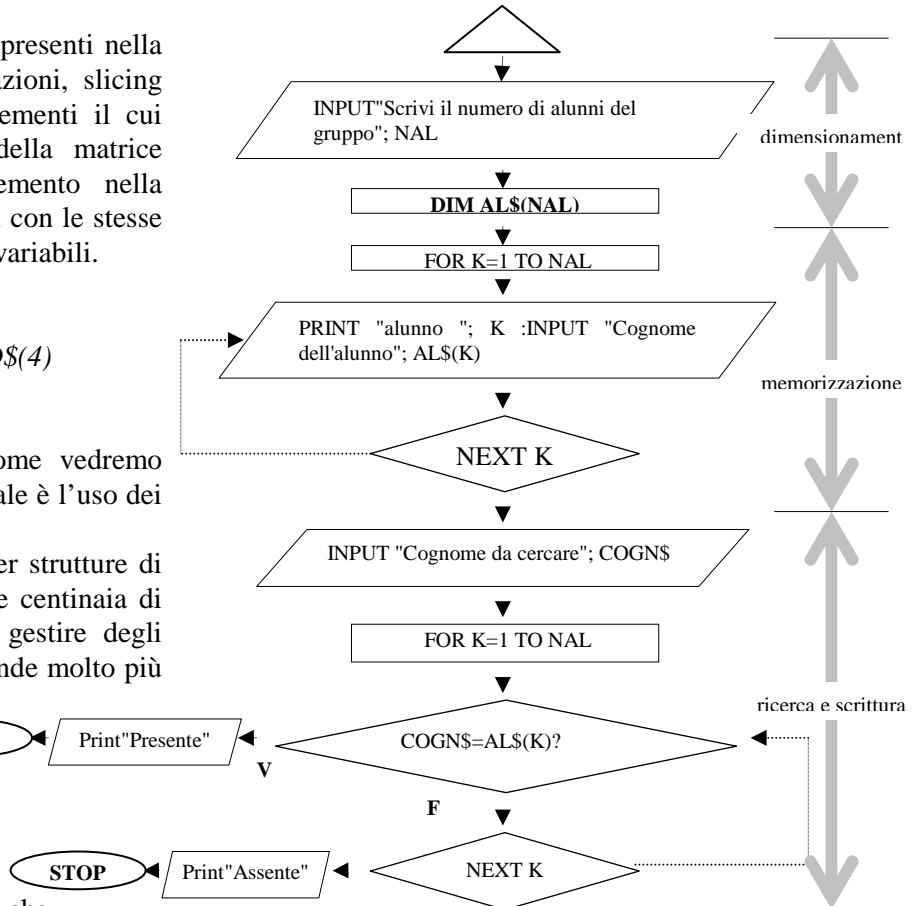 presenti nella
azioni, slicing
ementi il cui
della matrice
emento nella
con le stesse
variabili.
$(4)
ome vedremo
ale è l'uso dei
er strutture di
e centinaia di
gestire degli
nde molto più
INPUT"Scrivi il numero di alunni del
gruppo"; NAL
DIM AL$(NAL)
FOR K=1 TO NAL
PRINT "alunno "; K :INPUT "Cognome
dell'alunno"; AL$(K)
NEXT K
INPUT "Cognome da cercare"; COGN$
FOR K=1 TO NAL
COGN$=AL$(K)?
V
Print"Presente"
F
NEXT K
Print"Assente"
STOP
dimensionament
memorizzazione
ricerca e scrittura